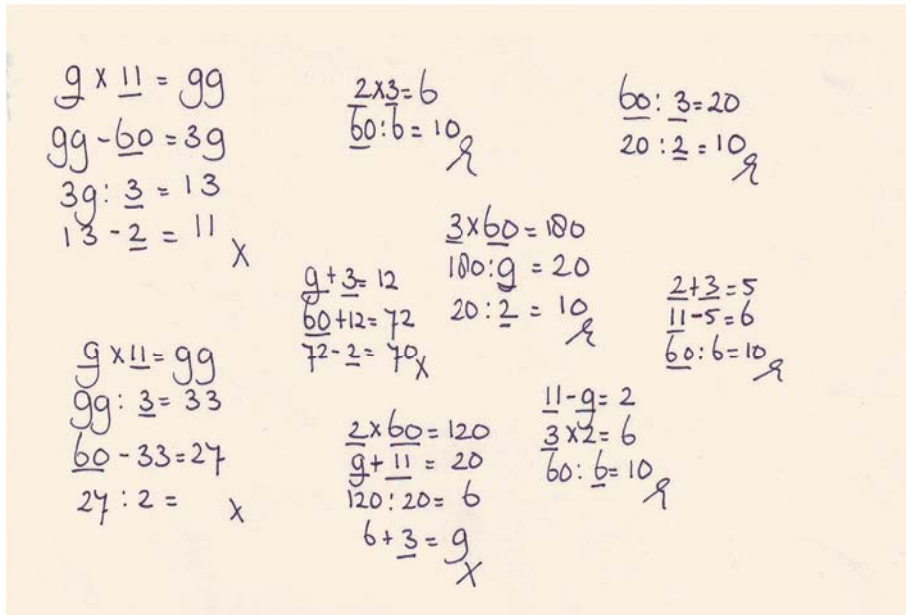 9 x 11 = 99
99 - 60 = 39
39 : 3 = 13
13 - 2 = 11 x
2x3=6
60:6=10
60 : 3=20
20 : 2 = 10
3x60=180
180:9 = 20
20 : 2 = 10
9+3=12
60+12=72
72-2=70 x
2+3=5
11-5=6
60:6=10
9 x11=99
99 : 3=33
60 - 33=27
27 : 2 = x
2x60=120
9+11 = 20
120:20= 6
6+3=9
x
11-9=2
3x2=6
60: 6=10